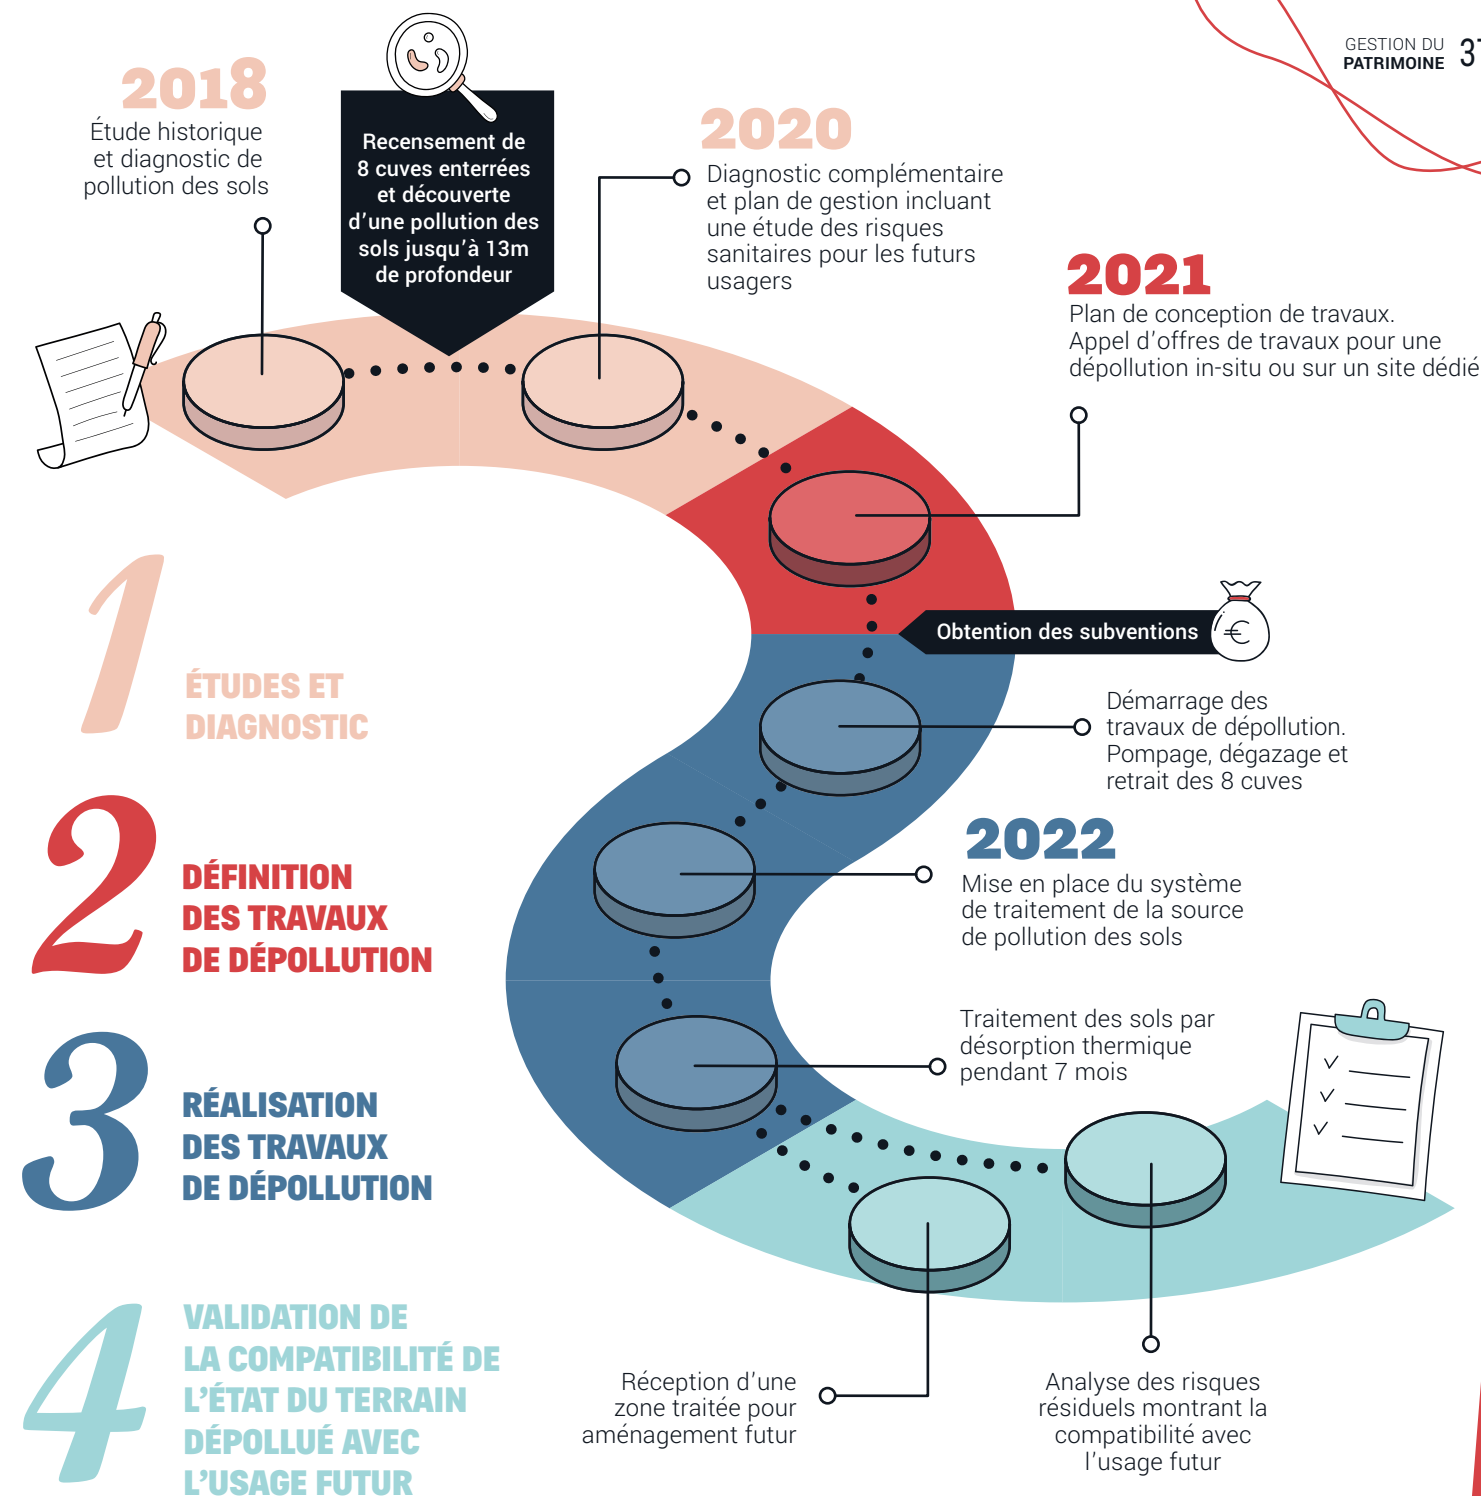 GESTION DU
PATRIMOINE
2018
Étude historique
et diagnostic de
pollution des sols
Recensement de
8 cuves enterrées
et découverte
d'une pollution des
sols jusqu'à 13m
de profondeur
2020
Diagnostic complémentaire
et plan de gestion incluant
une étude des risques
sanitaires pour les futurs
usagers
2021
Plan de conception de travaux.
Appel d'offres de travaux pour une
dépollution in-situ ou sur un site dédié
Obtention des subventions
€
Démarrage des
travaux de dépollution.
Pompage, dégazage et
retrait des 8 cuves
2022
Mise en place du système
de traitement de la source
de pollution des sols
Traitement des sols par
désorption thermique
pendant 7 mois
Réception d'une
zone traitée pour
aménagement futur
Analyse des risques
résiduels montrant la
compatibilité avec
l'usage futur
1
ÉTUDES ET
DIAGNOSTIC
2
DÉFINITION
DES TRAVAUX
DE DÉPOLLUTION
3
RÉALISATION
DES TRAVAUX
DE DÉPOLLUTION
4
VALIDATION DE
LA COMPATIBILITÉ DE
L'ÉTAT DU TERRAIN
DÉPOLLUÉ AVEC
L'USAGE FUTUR